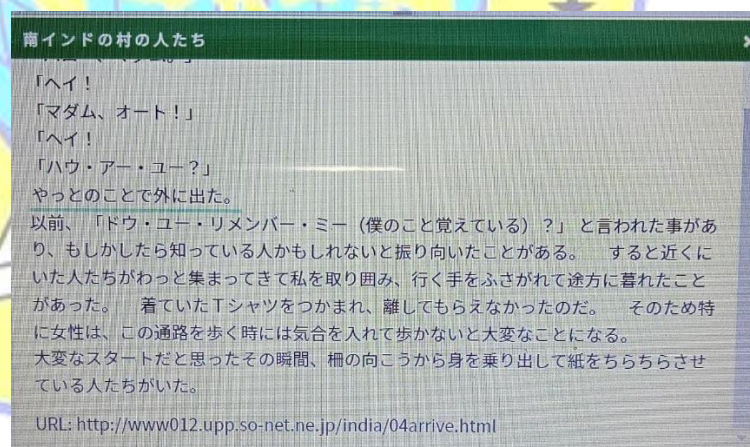 南インドの村の人たち
「ヘイ！
「マダム、オート！」
「ヘイ！
「ハウ・アー・ユー？」
やっとのことで外に出た。
以前、「ドウ・ユー・リメンバー・ミー（僕のこと覚えている）？」と言われた事があ
り、もしかしたら知っている人かもしれないと振り向いたことがある。　すると近くに
いた人たちがわっと集まってきて私を取り囲み、行く手をふさがれて途方に暮れたこと
があった。　着ていたＴシャツをつかまれ、離してもらえなかったのだ。　そのため特
に女性は、この通路を歩く時には気合を入れて歩かないと大変なことになる。
大変なスタートだと思ったその瞬間、柵の向こうから身を乗り出して紙をちらちらさせ
ている人たちがいた。
URL: http://www012.upp.so-net.ne.jp/india/04arrive.html